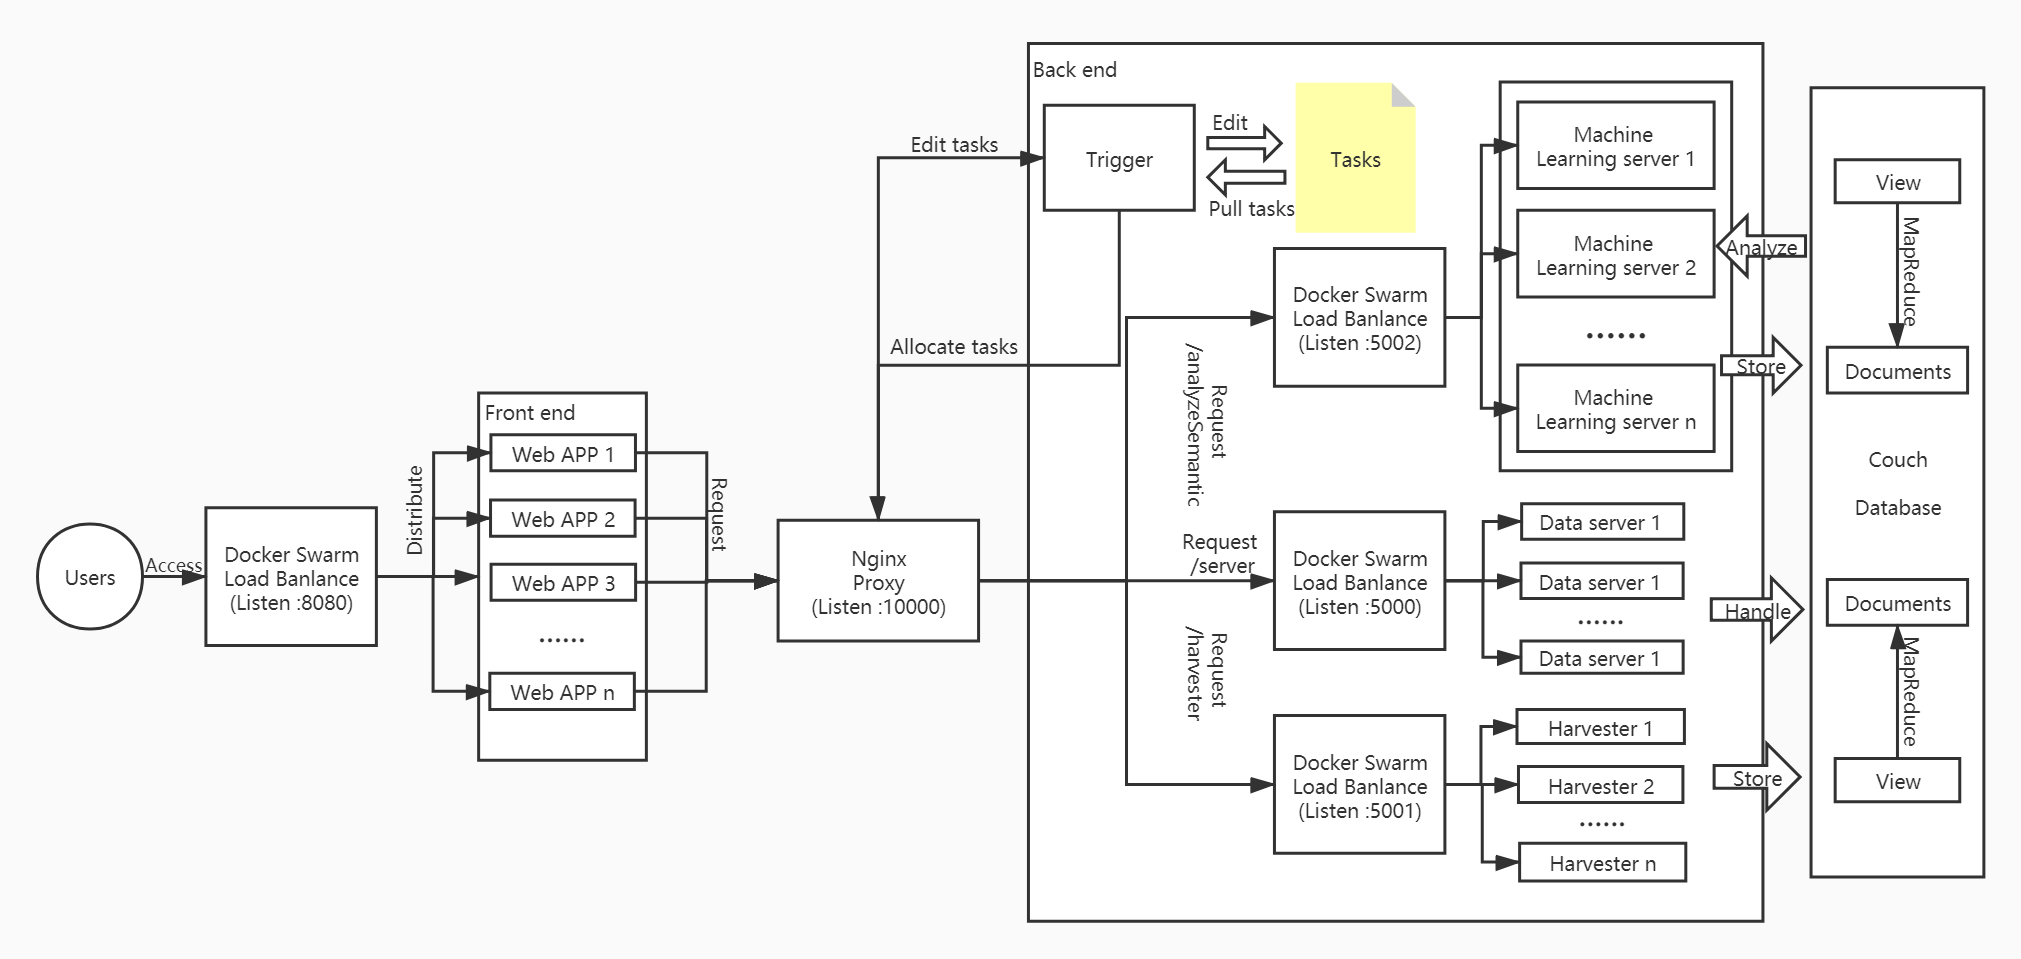 Users
Access
Docker Swarm
Load Banlance
(Listen :8080)
Distribute
Front end
Web APP 1
Web APP 2
Web APP 3
......
Web APP n
Request
Nginx
Proxy
(Listen :10000)
Edit tasks
Allocate tasks
Back end
Trigger
Edit
Pull tasks
Tasks
Request
/analyzeSemantic
Docker Swarm
Load Banlance
(Listen :5002)
Machine
Learning server 1
Machine
Learning server 2
......
Machine
Learning server n
Request
/server
Docker Swarm
Load Banlance
(Listen :5000)
Data server 1
Data server 1
......
Data server 1
Request
/harvester
Docker Swarm
Load Banlance
(Listen :5001)
Harvester 1
Harvester 2
......
Harvester n
Analyze
Store
Handle
Store
View
MapReduce
Documents
Couch
Database
Documents
MapReduce
View